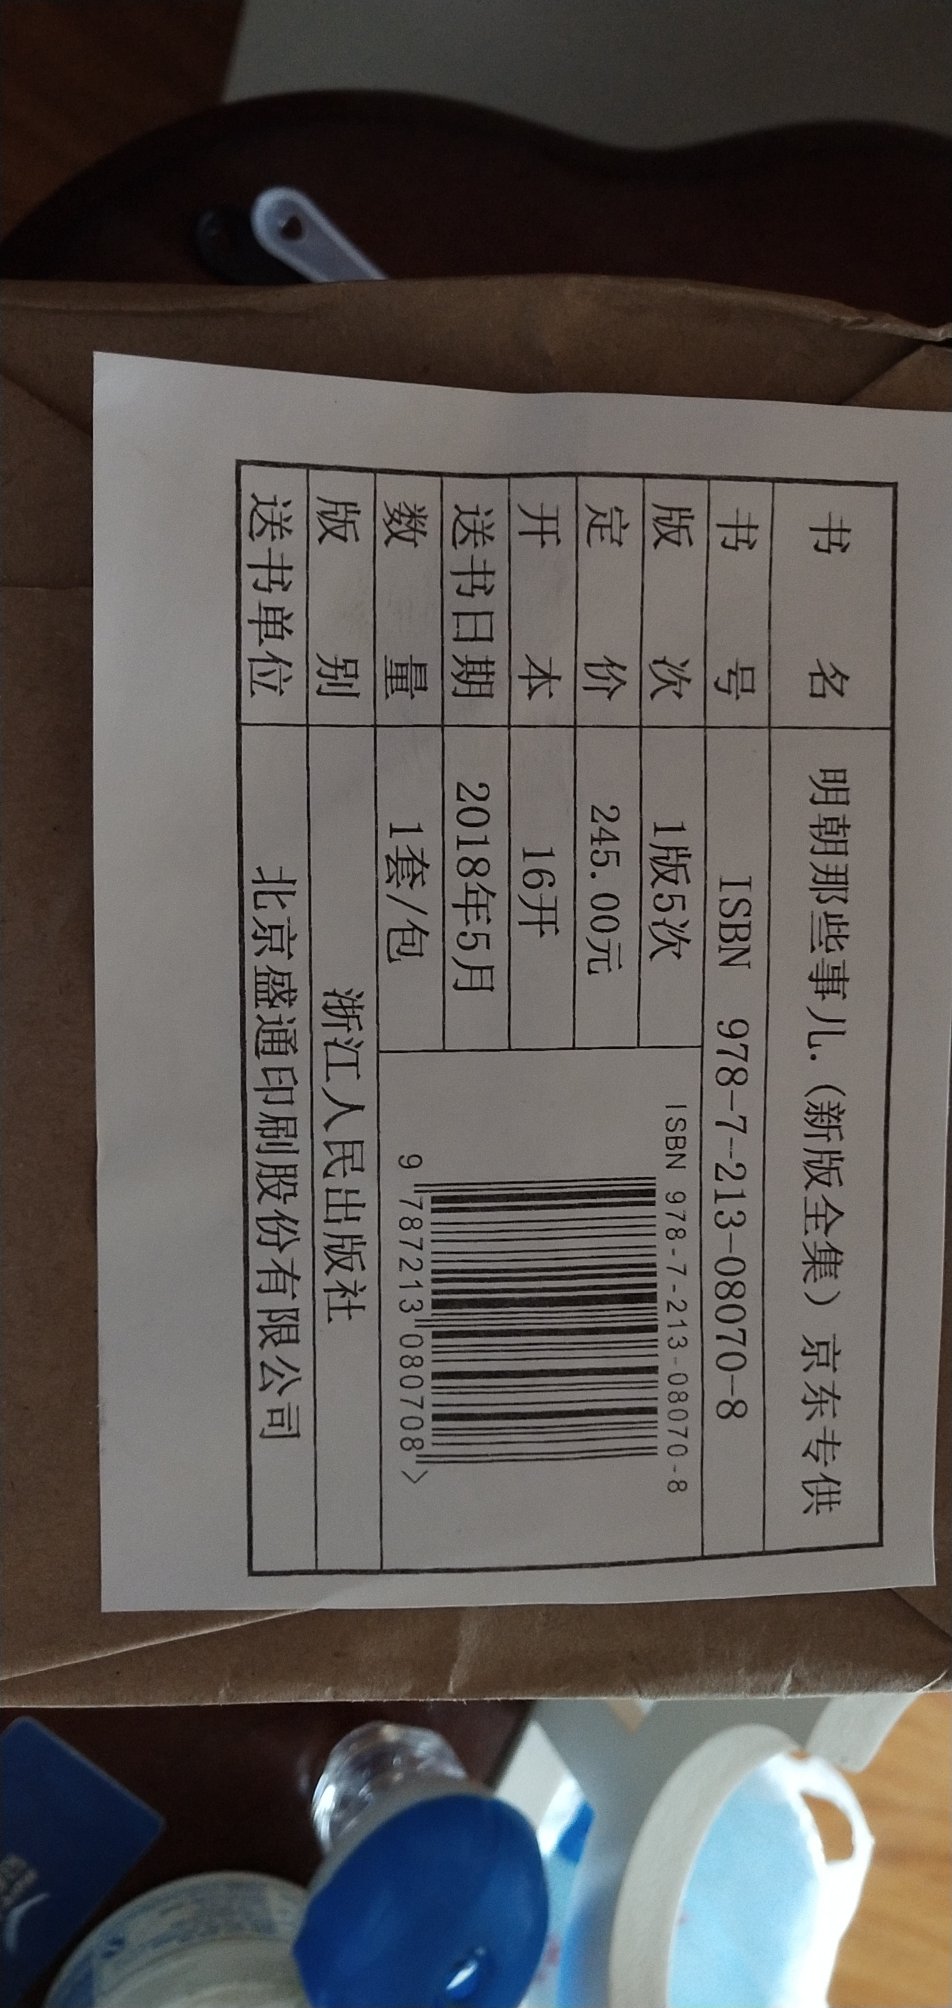 书名 明朝那些事儿.（新版全集）京东专供
书号 ISBN 978-7-213-08070-8
版次 1版5次
定价 245.00元
开本 16开
送书日期 2018年5月
数量 1套/包
ISBN 978-7-213-08070-8
9 787213 080708 >
版别 浙江人民出版社
送书单位 北京盛通印刷股份有限公司